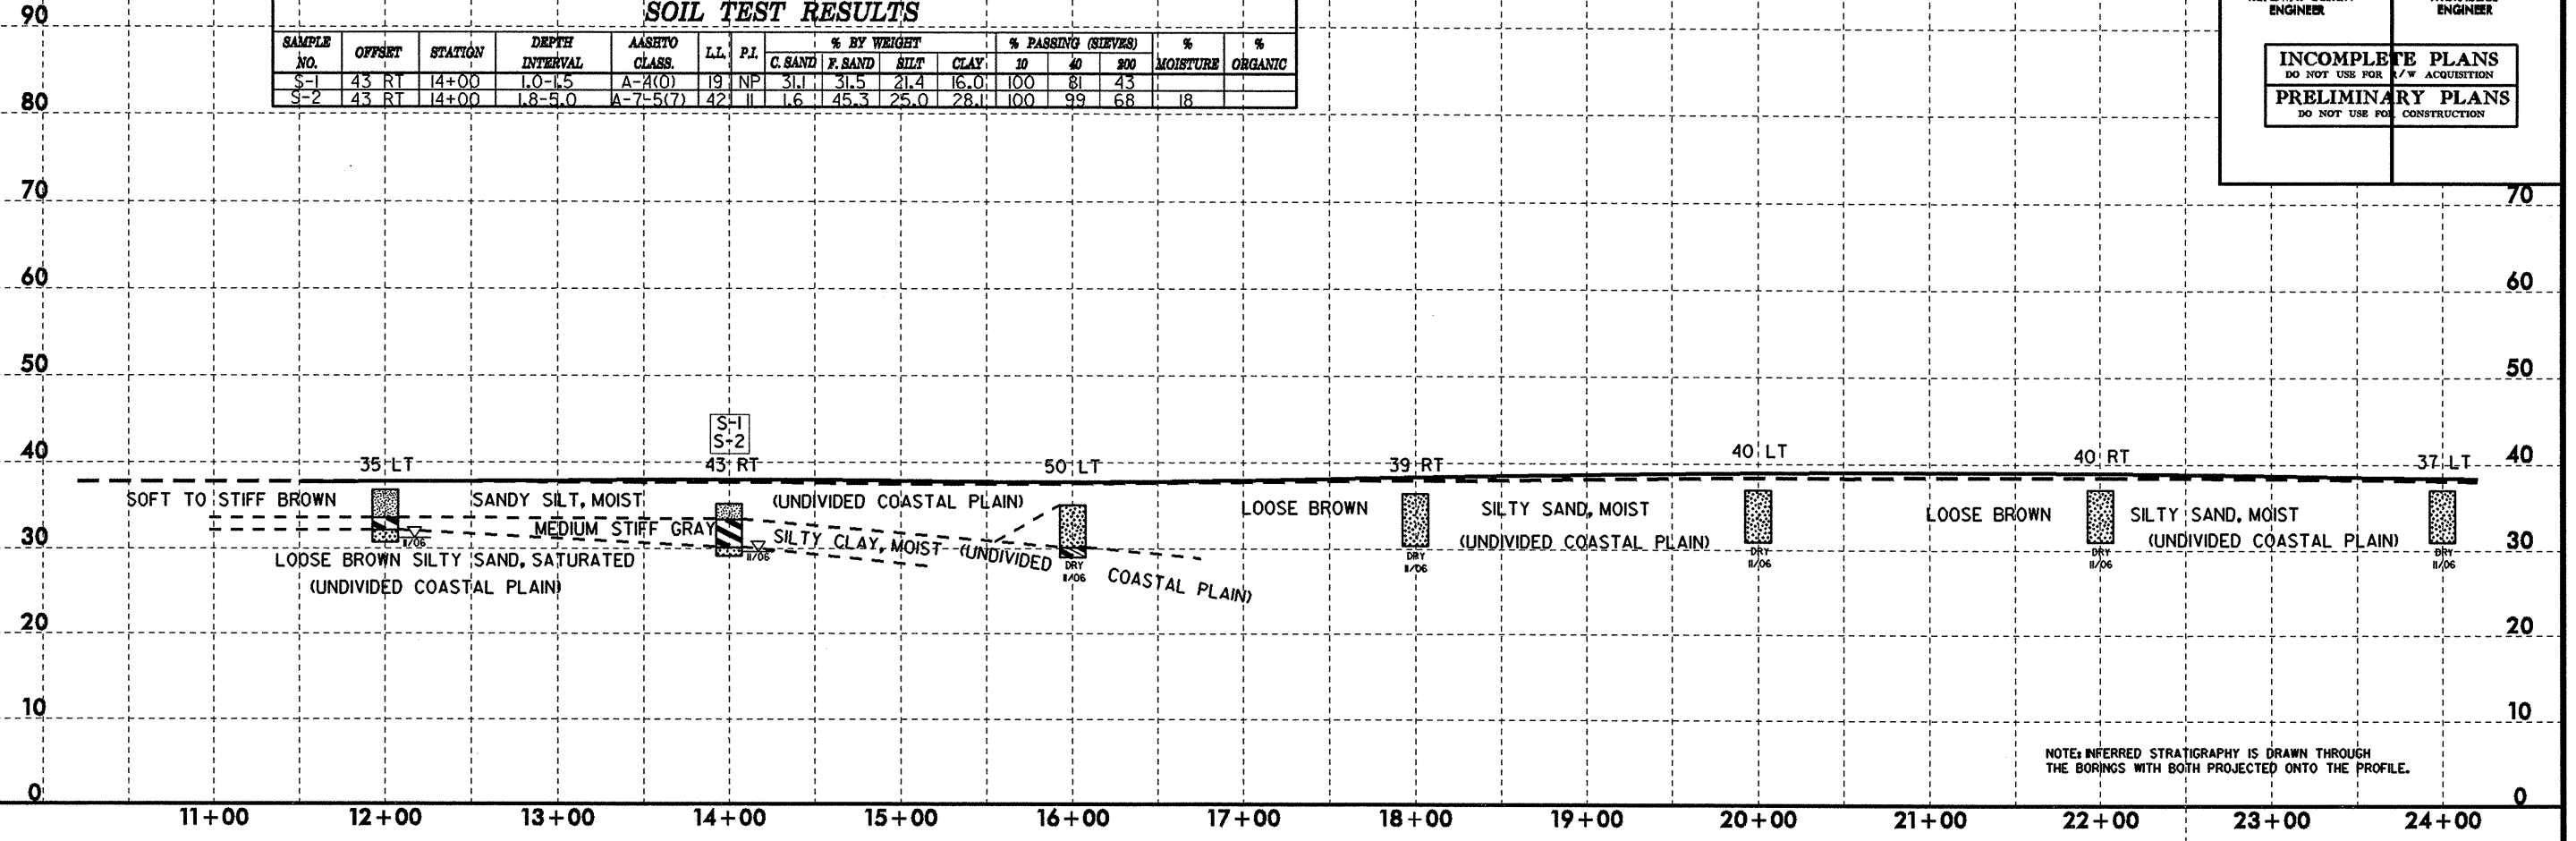 SOIL TEST RESULTS
SAMPLE NO. OFFSET STATION DEPTH INTERVAL AASHTO CLASS. L.L. P.I. % BY WEIGHT C. SAND F. SAND SILT CLAY % PASSING (SIEVES) 10 40 200 % MOISTURE % ORGANIC
S-1 43 RT 14+00 1.0-1.5 A-4(0) 19 NP 31.1 31.5 21.4 16.0 100 81 43
S-2 43 RT 14+00 1.8-5.0 A-7-5(7) 42 11 1.6 45.3 25.0 28.1 100 99 68 18
ENGINEER ENGINEER
INCOMPLETE PLANS
DO NOT USE FOR R/W ACQUISITION
PRELIMINARY PLANS
DO NOT USE FOR CONSTRUCTION
90
80
70 70
60 60
50 50
S-1
S-2
40 35 LT 43 RT 50 LT 39 RT 40 LT 40 RT 37 LT 40
SOFT TO STIFF BROWN SANDY SILT, MOIST (UNDIVIDED COASTAL PLAIN)
LOOSE BROWN SILTY SAND, MOIST LOOSE BROWN SILTY SAND, MOIST
(UNDIVIDED COASTAL PLAIN) (UNDIVIDED COASTAL PLAIN)
MEDIUM STIFF GRAY SILTY CLAY, MOIST (UNDIVIDED COASTAL PLAIN)
30 30
11/06 11/06
DRY DRY DRY DRY DRY
11/06 11/06 11/06 11/06 11/06
LOOSE BROWN SILTY SAND, SATURATED
(UNDIVIDED COASTAL PLAIN)
20 20
10 10
NOTE: INFERRED STRATIGRAPHY IS DRAWN THROUGH
THE BORINGS WITH BOTH PROJECTED ONTO THE PROFILE.
0 0
11+00 12+00 13+00 14+00 15+00 16+00 17+00 18+00 19+00 20+00 21+00 22+00 23+00 24+00